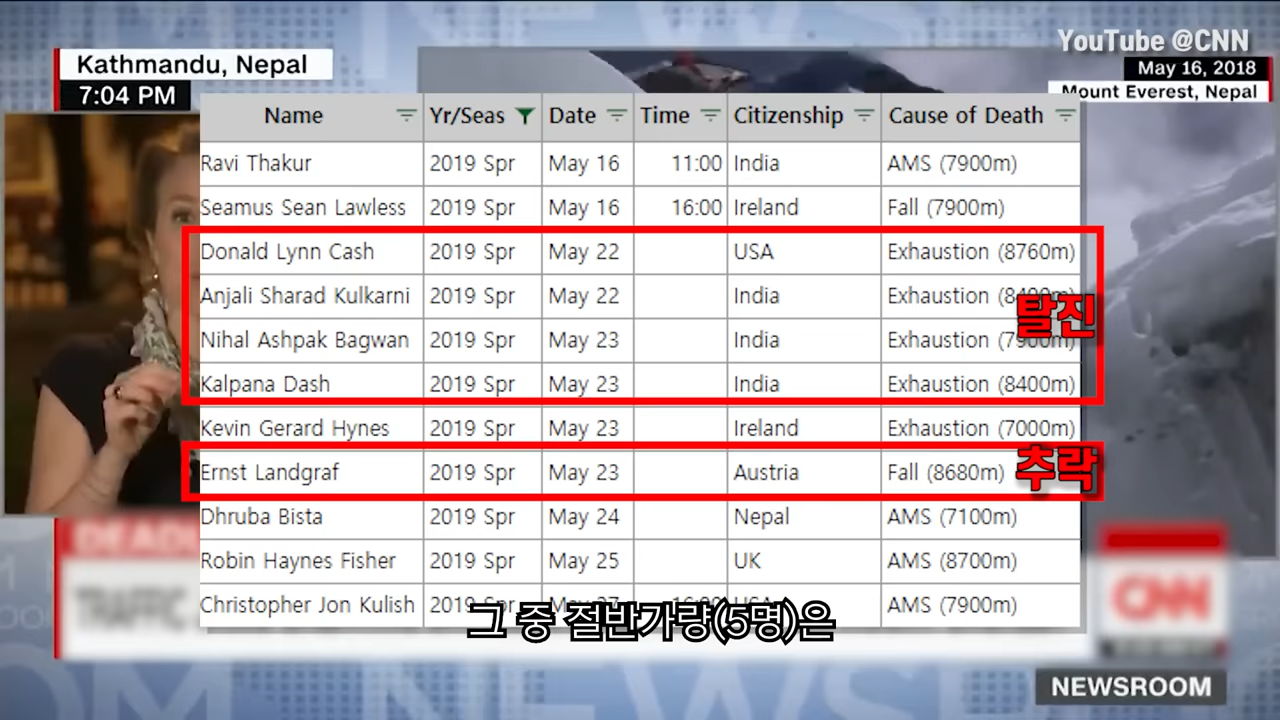 YouTube @CNN
Kathmandu, Nepal
7:04 PM
May 16, 2018
Mount Everest, Nepal
Name Yr/Seas Date Time Citizenship Cause of Death
Ravi Thakur 2019 Spr May 16 11:00 India AMS (7900m)
Seamus Sean Lawless 2019 Spr May 16 16:00 Ireland Fall (7900m)
Donald Lynn Cash 2019 Spr May 22 USA Exhaustion (8760m)
Anjali Sharad Kulkarni 2019 Spr May 22 India Exhaustion (8400m)
탈진
Nihal Ashpak Bagwan 2019 Spr May 23 India Exhaustion (7900m)
Kalpana Dash 2019 Spr May 23 India Exhaustion (8400m)
Kevin Gerard Hynes 2019 Spr May 23 Ireland Exhaustion (7000m)
Ernst Landgraf 2019 Spr May 23 Austria Fall (8680m) 추락
Dhruba Bista 2019 Spr May 24 Nepal AMS (7100m)
Robin Haynes Fisher 2019 Spr May 25 UK AMS (8700m)
Christopher Jon Kulish 2019 AMS (7900m)
그 중 절반가량(5명)은
TRAFFIC
CNN
NEWSROOM